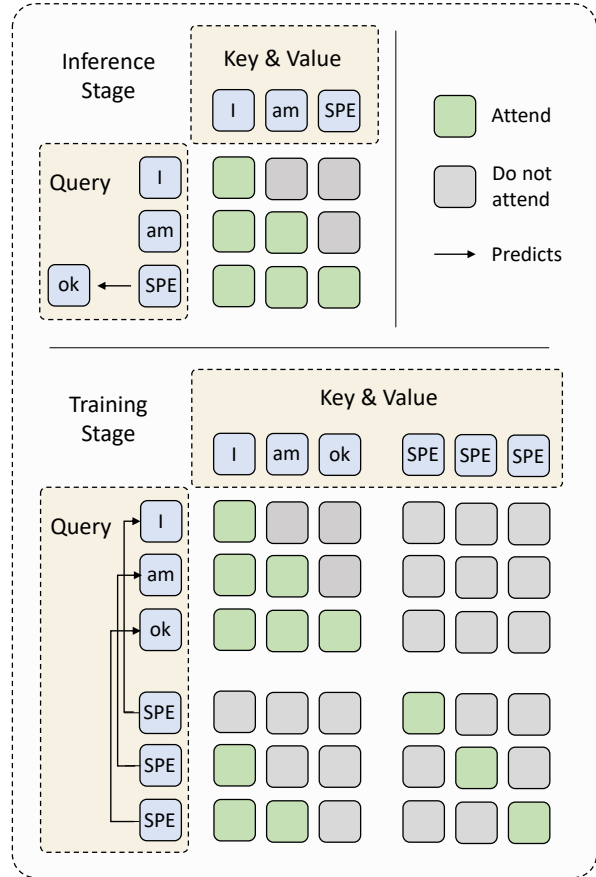 Inference
Stage
Key & Value
I am SPE
Attend
Do not
attend
Predicts
Query I
am
ok SPE
Training
Stage
Key & Value
I am ok SPE SPE SPE
Query I
am
ok
SPE
SPE
SPE